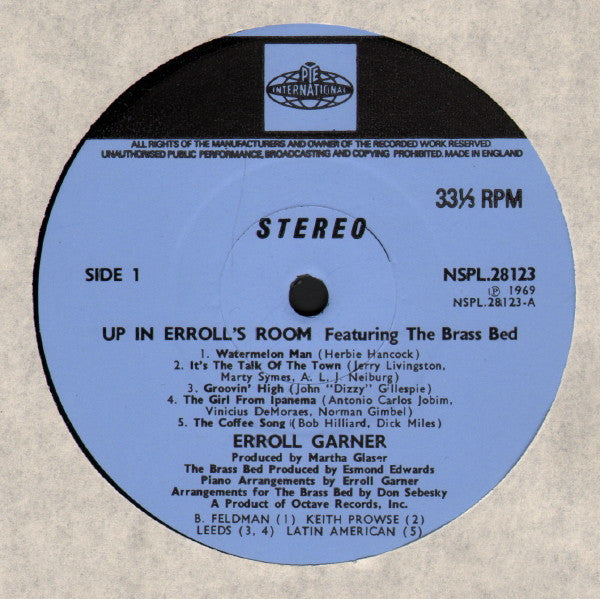 PYE
INTERNATIONAL
ALL RIGHTS OF THE MANUFACTURERS AND OWNER OF THE RECORDED WORK RESERVED
UNAUTHORISED PUBLIC PERFORMANCE, BROADCASTING AND COPYING PROHIBITED. MADE IN ENGLAND
33⅓ RPM
STEREO
SIDE 1
NSPL.28123
Ⓟ 1969
NSPL.28123-A
UP IN ERROLL'S ROOM Featuring The Brass Bed
1. Watermelon Man (Herbie Hancock)
2. It's The Talk Of The Town (Jerry Livingston,
Marty Symes, A. L. J. Neiburg)
3. Groovin' High (John "Dizzy" Gillespie)
4. The Girl From Ipanema (Antonio Carlos Jobim,
Vinicius DeMoraes, Norman Gimbel)
5. The Coffee Song (Bob Hilliard, Dick Miles)
ERROLL GARNER
Produced by Martha Glaser
The Brass Bed Produced by Esmond Edwards
Piano Arrangements by Erroll Garner
Arrangements for The Brass Bed by Don Sebesky
A Product of Octave Records, Inc.
B. FELDMAN (1) KEITH PROWSE (2)
LEEDS (3, 4) LATIN AMERICAN (5)